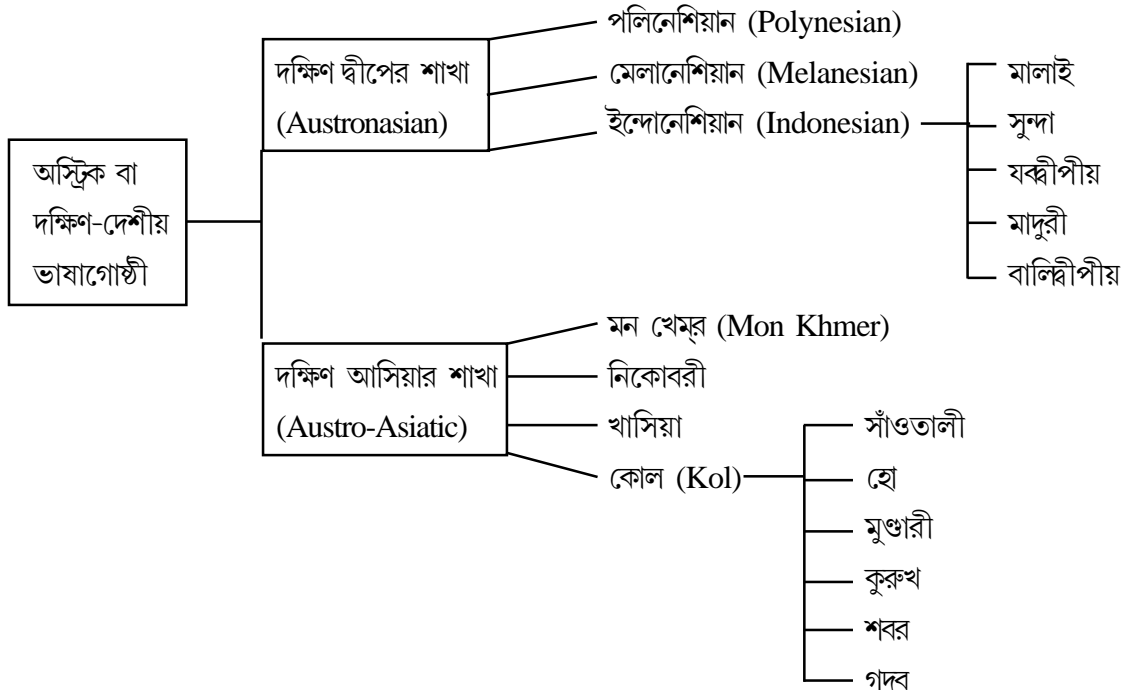 পলিনেশিয়ান (Polynesian)
দক্ষিণ দ্বীপের শাখা
(Austronasian)
মেলানেশিয়ান (Melanesian)
ইন্দোনেশিয়ান (Indonesian)
মালাই
সুন্দা
যবদ্বীপীয়
মাদুরী
বালিদ্বীপীয়
অস্ট্রিক বা
দক্ষিণ-দেশীয়
ভাষাগোষ্ঠী
মন খেম্‌র (Mon Khmer)
দক্ষিণ আসিয়ার শাখা
(Austro-Asiatic)
নিকোবরী
খাসিয়া
কোল (Kol)
সাঁওতালী
হো
মুণ্ডারী
কুরুখ
শবর
গদব